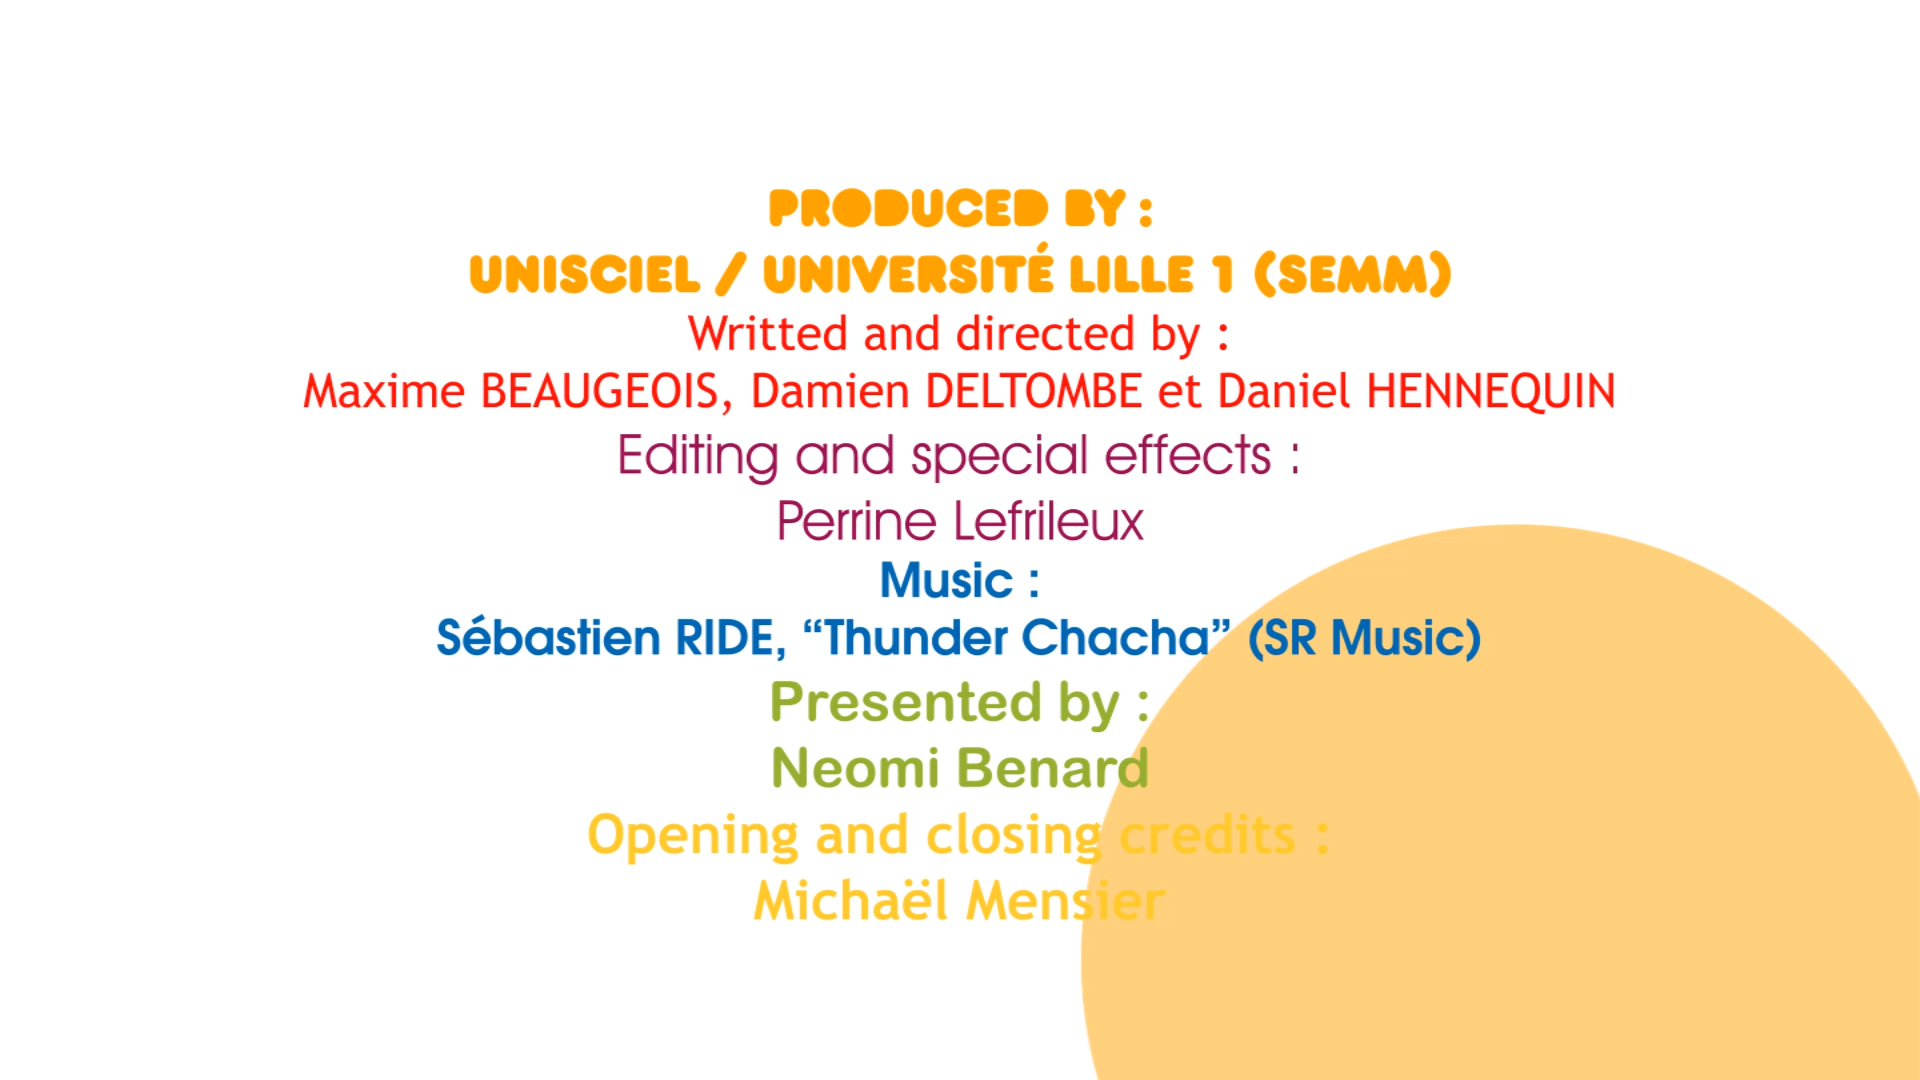 PRODUCED BY :
UNISCIEL / UNIVERSITÉ LILLE 1 (SEMM)
Writted and directed by :
Maxime BEAUGEOIS, Damien DELTOMBE et Daniel HENNEQUIN
Editing and special effects :
Perrine Lefrileux
Music :
Sébastien RIDE, “Thunder Chacha” (SR Music)
Presented by :
Neomi Benard
Opening and closing credits :
Michaël Mensier